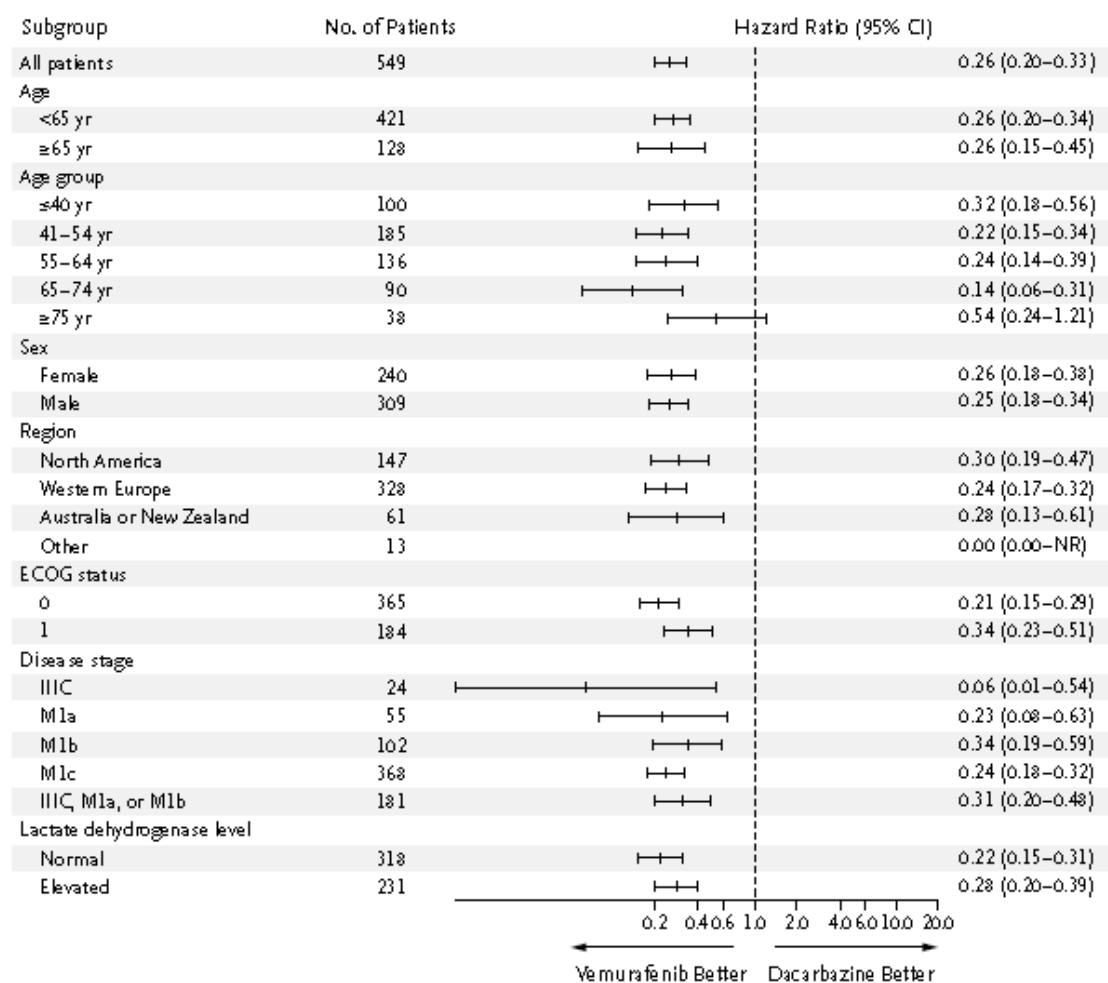 Subgroup No. of Patients Hazard Ratio (95% CI)
All patients 549 0.26 (0.20–0.33)
Age
<65 yr 421 0.26 (0.20–0.34)
≥65 yr 128 0.26 (0.15–0.45)
Age group
≤40 yr 100 0.32 (0.18–0.56)
41–54 yr 185 0.22 (0.15–0.34)
55–64 yr 136 0.24 (0.14–0.39)
65–74 yr 90 0.14 (0.06–0.31)
≥75 yr 38 0.54 (0.24–1.21)
Sex
Female 240 0.26 (0.18–0.38)
Male 309 0.25 (0.18–0.34)
Region
North America 147 0.30 (0.19–0.47)
Western Europe 328 0.24 (0.17–0.32)
Australia or New Zealand 61 0.28 (0.13–0.61)
Other 13 0.00 (0.00–NR)
ECOG status
0 365 0.21 (0.15–0.29)
1 184 0.34 (0.23–0.51)
Disease stage
IIIC 24 0.06 (0.01–0.54)
M1a 55 0.23 (0.08–0.63)
M1b 102 0.34 (0.19–0.59)
M1c 368 0.24 (0.18–0.32)
IIIC, M1a, or M1b 181 0.31 (0.20–0.48)
Lactate dehydrogenase level
Normal 318 0.22 (0.15–0.31)
Elevated 231 0.28 (0.20–0.39)
0.2 0.4 0.6 1.0 2.0 4.0 6.0 10.0 20.0
Vemurafenib Better Dacarbazine Better